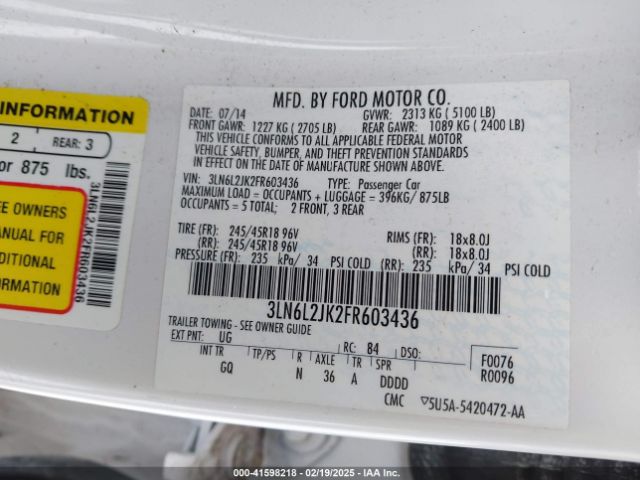 INFORMATION
2 REAR: 3
or 875 lbs.
EE OWNERS
MANUAL FOR
DDITIONAL
FORMATION
3LN6L2JK2FR603436
MFD. BY FORD MOTOR CO.
DATE: 07/14 GVWR: 2313 KG ( 5100 LB)
FRONT GAWR: 1227 KG ( 2705 LB) REAR GAWR: 1089 KG ( 2400 LB)
THIS VEHICLE CONFORMS TO ALL APPLICABLE FEDERAL MOTOR
VEHICLE SAFETY, BUMPER, AND THEFT PREVENTION STANDARDS
IN EFFECT ON THE DATE OF MANUFACTURE SHOWN ABOVE.
VIN: 3LN6L2JK2FR603436 TYPE: Passenger Car
MAXIMUM LOAD = OCCUPANTS + LUGGAGE = 396KG/ 875LB
OCCUPANTS = 5 TOTAL; 2 FRONT, 3 REAR
TIRE (FR): 245/45R18 96V RIMS (FR): 18x8.0J
(RR): 245/45R18 96V (RR): 18x8.0J
PRESSURE (FR): 235 kPa/ 34 PSI COLD (RR): 235 kPa/ 34 PSI COLD
3LN6L2JK2FR603436
TRAILER TOWING - SEE OWNER GUIDE
EXT PNT: UG RC: 84 DSO: F0076
INT TR TP/PS R AXLE TR SPR R0096
GQ N 36 A DDDD
CMC ▽5U5A-5420472-AA
000-41598218 - 02/19/2025 - IAAI.COM